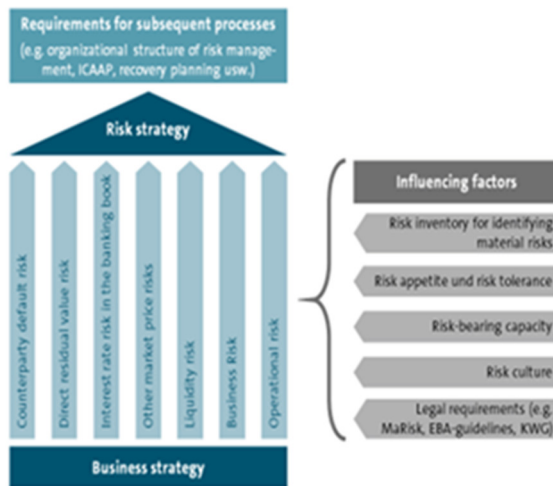 Requirements for subsequent processes
(e.g. organizational structure of risk manage-
ment, ICAAP, recovery planning usw.)
Risk strategy
Counterparty default risk
Direct residual value risk
Interest rate risk in the banking book
Other market price risks
Liquidity risk
Business Risk
Operational risk
Business strategy
Influencing factors
Risk inventory for identifying
material risks
Risk appetite und risk tolerance
Risk-bearing capacity
Risk culture
Legal requirements (e.g.
MaRisk, EBA-guidelines, KWG)